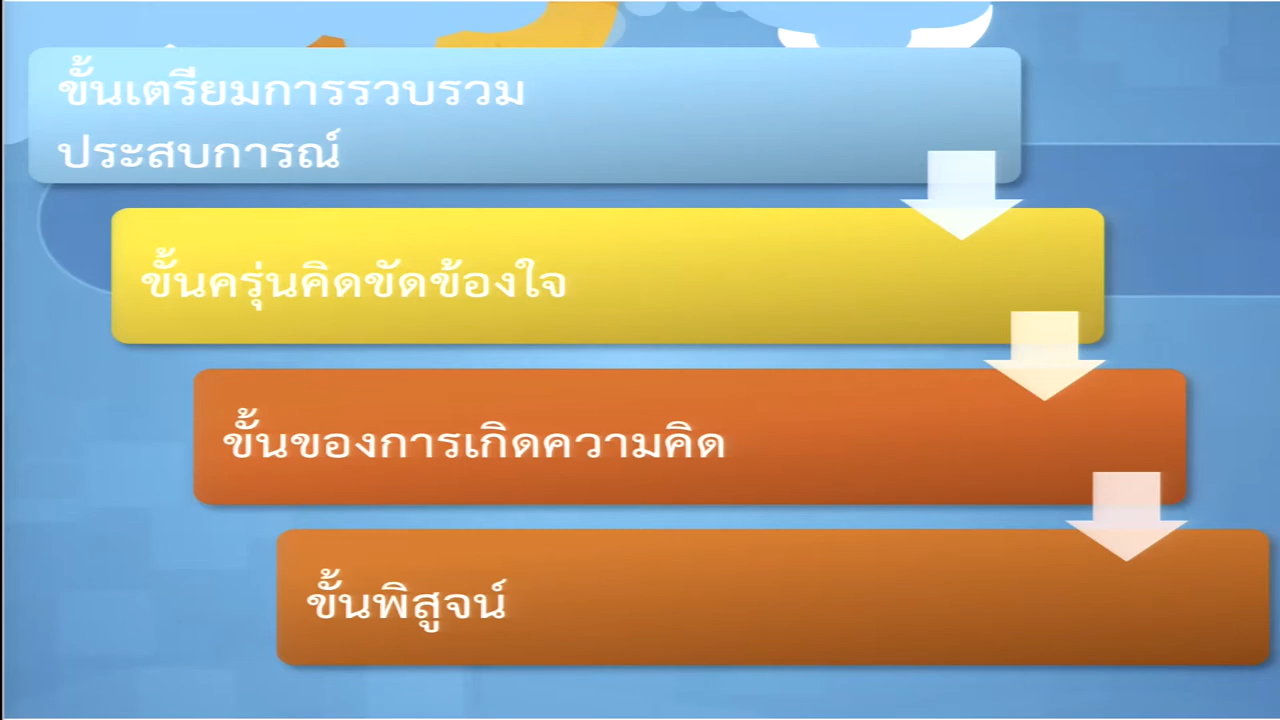 ขั้นเตรียมการรวบรวม
ประสบการณ์
ขั้นครุ่นคิดขัดข้องใจ
ขั้นของการเกิดความคิด
ขั้นพิสูจน์